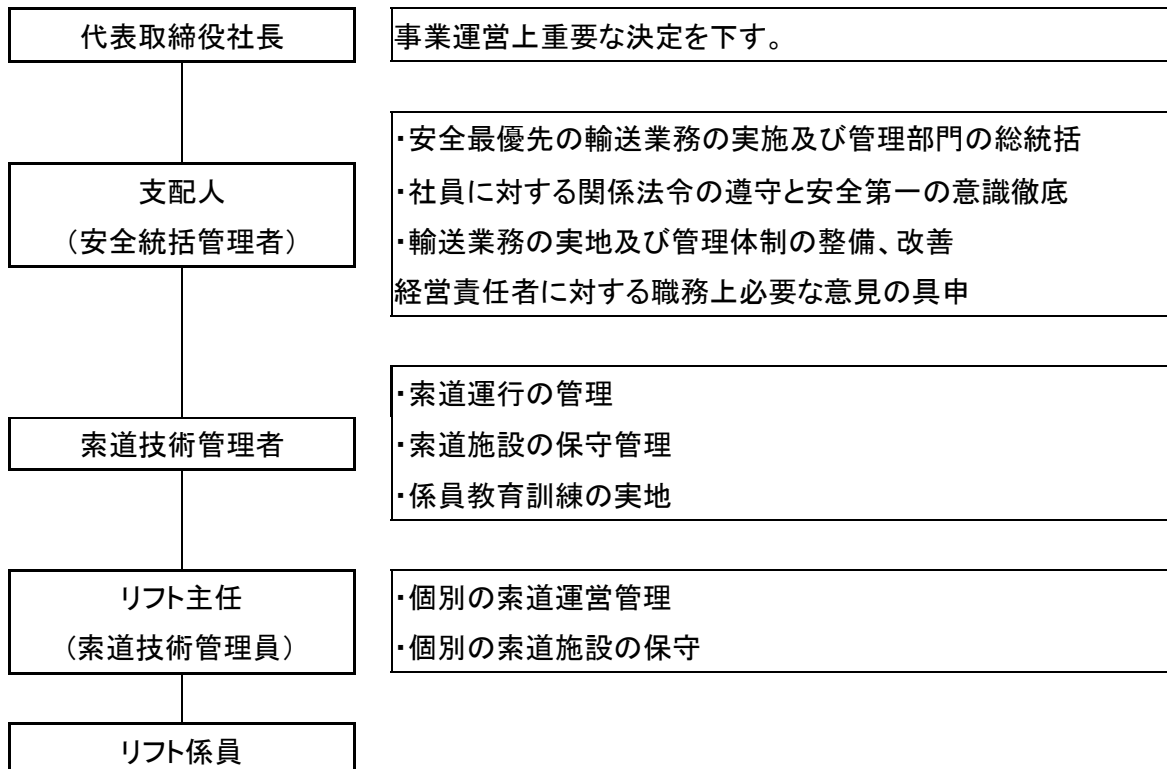 代表取締役社長
事業運営上重要な決定を下す。
支配人
（安全統括管理者）
・安全最優先の輸送業務の実施及び管理部門の総統括
・社員に対する関係法令の遵守と安全第一の意識徹底
・輸送業務の実地及び管理体制の整備、改善
経営責任者に対する職務上必要な意見の具申
索道技術管理者
・索道運行の管理
・索道施設の保守管理
・係員教育訓練の実地
リフト主任
（索道技術管理員）
・個別の索道運営管理
・個別の索道施設の保守
リフト係員